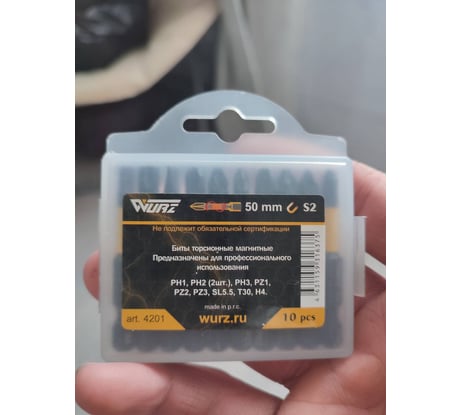 WURZ 50 mm S2
Не подлежит обязательной сертификации
Биты торсионные магнитные
Предназначены для профессионального
использования
PH1, PH2 (2шт.), PH3, PZ1,
PZ2, PZ3, SL5.5, T30, H4.
made in p.r.c.
art. 4201 wurz.ru 10 pcs